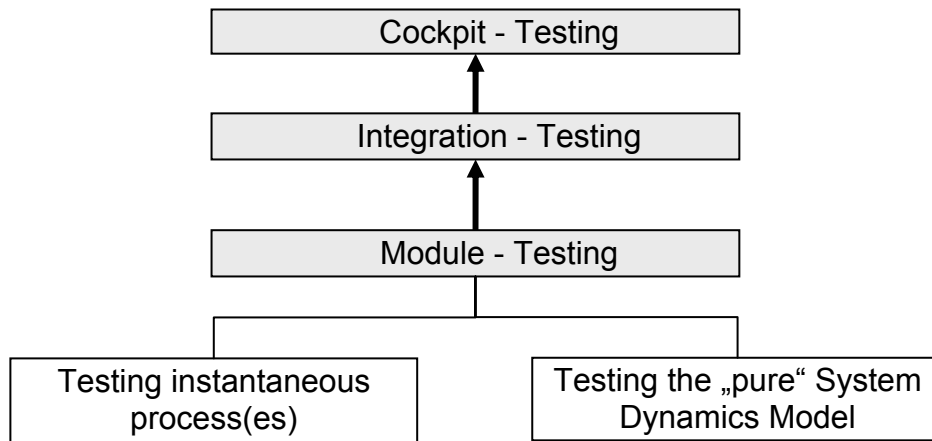 Cockpit - Testing
Integration - Testing
Module - Testing
Testing instantaneous
process(es)
Testing the „pure“ System
Dynamics Model